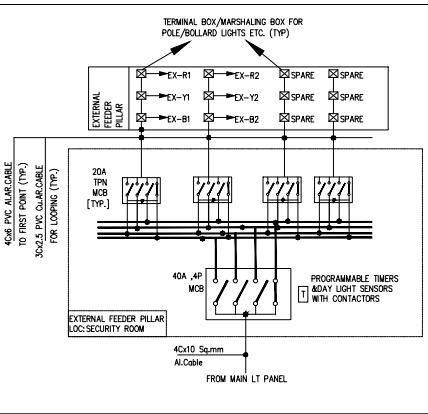 TERMINAL BOX/MARSHALING BOX FOR
POLE/BOLLARD LIGHTS ETC. (TYP)
EXTERNAL
FEEDER
PILLAR
EX-R1
EX-R2
SPARE
SPARE
EX-Y1
EX-Y2
SPARE
SPARE
EX-B1
EX-B2
SPARE
SPARE
4Cx6 PVC ALAR.CABLE
TO FIRST POINT (TYP.)
3Cx2.5 PVC Cu.AR.CABLE
FOR LOOPING (TYP.)
20A
TPN
MCB
[TYP.]
40A ,4P
MCB
T
PROGRAMMABLE TIMERS
&DAY LIGHT SENSORS
WITH CONTACTORS
EXTERNAL FEEDER PILLAR
LOC:SECURITY ROOM
4Cx10 Sq.mm
Al.Cable
FROM MAIN LT PANEL